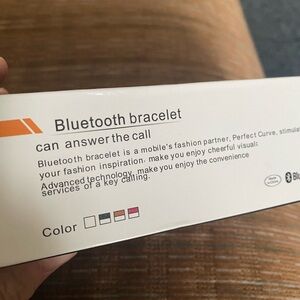 Bluetooth bracelet
can answer the call
Bluetooth bracelet is a mobile's fashion partner, Perfect Curve, stimulate
your fashion inspiration. make you enjoy cheerful visual:
Advanced technology, make you enjoy the convenience
services of a key calling.
Color
Blu